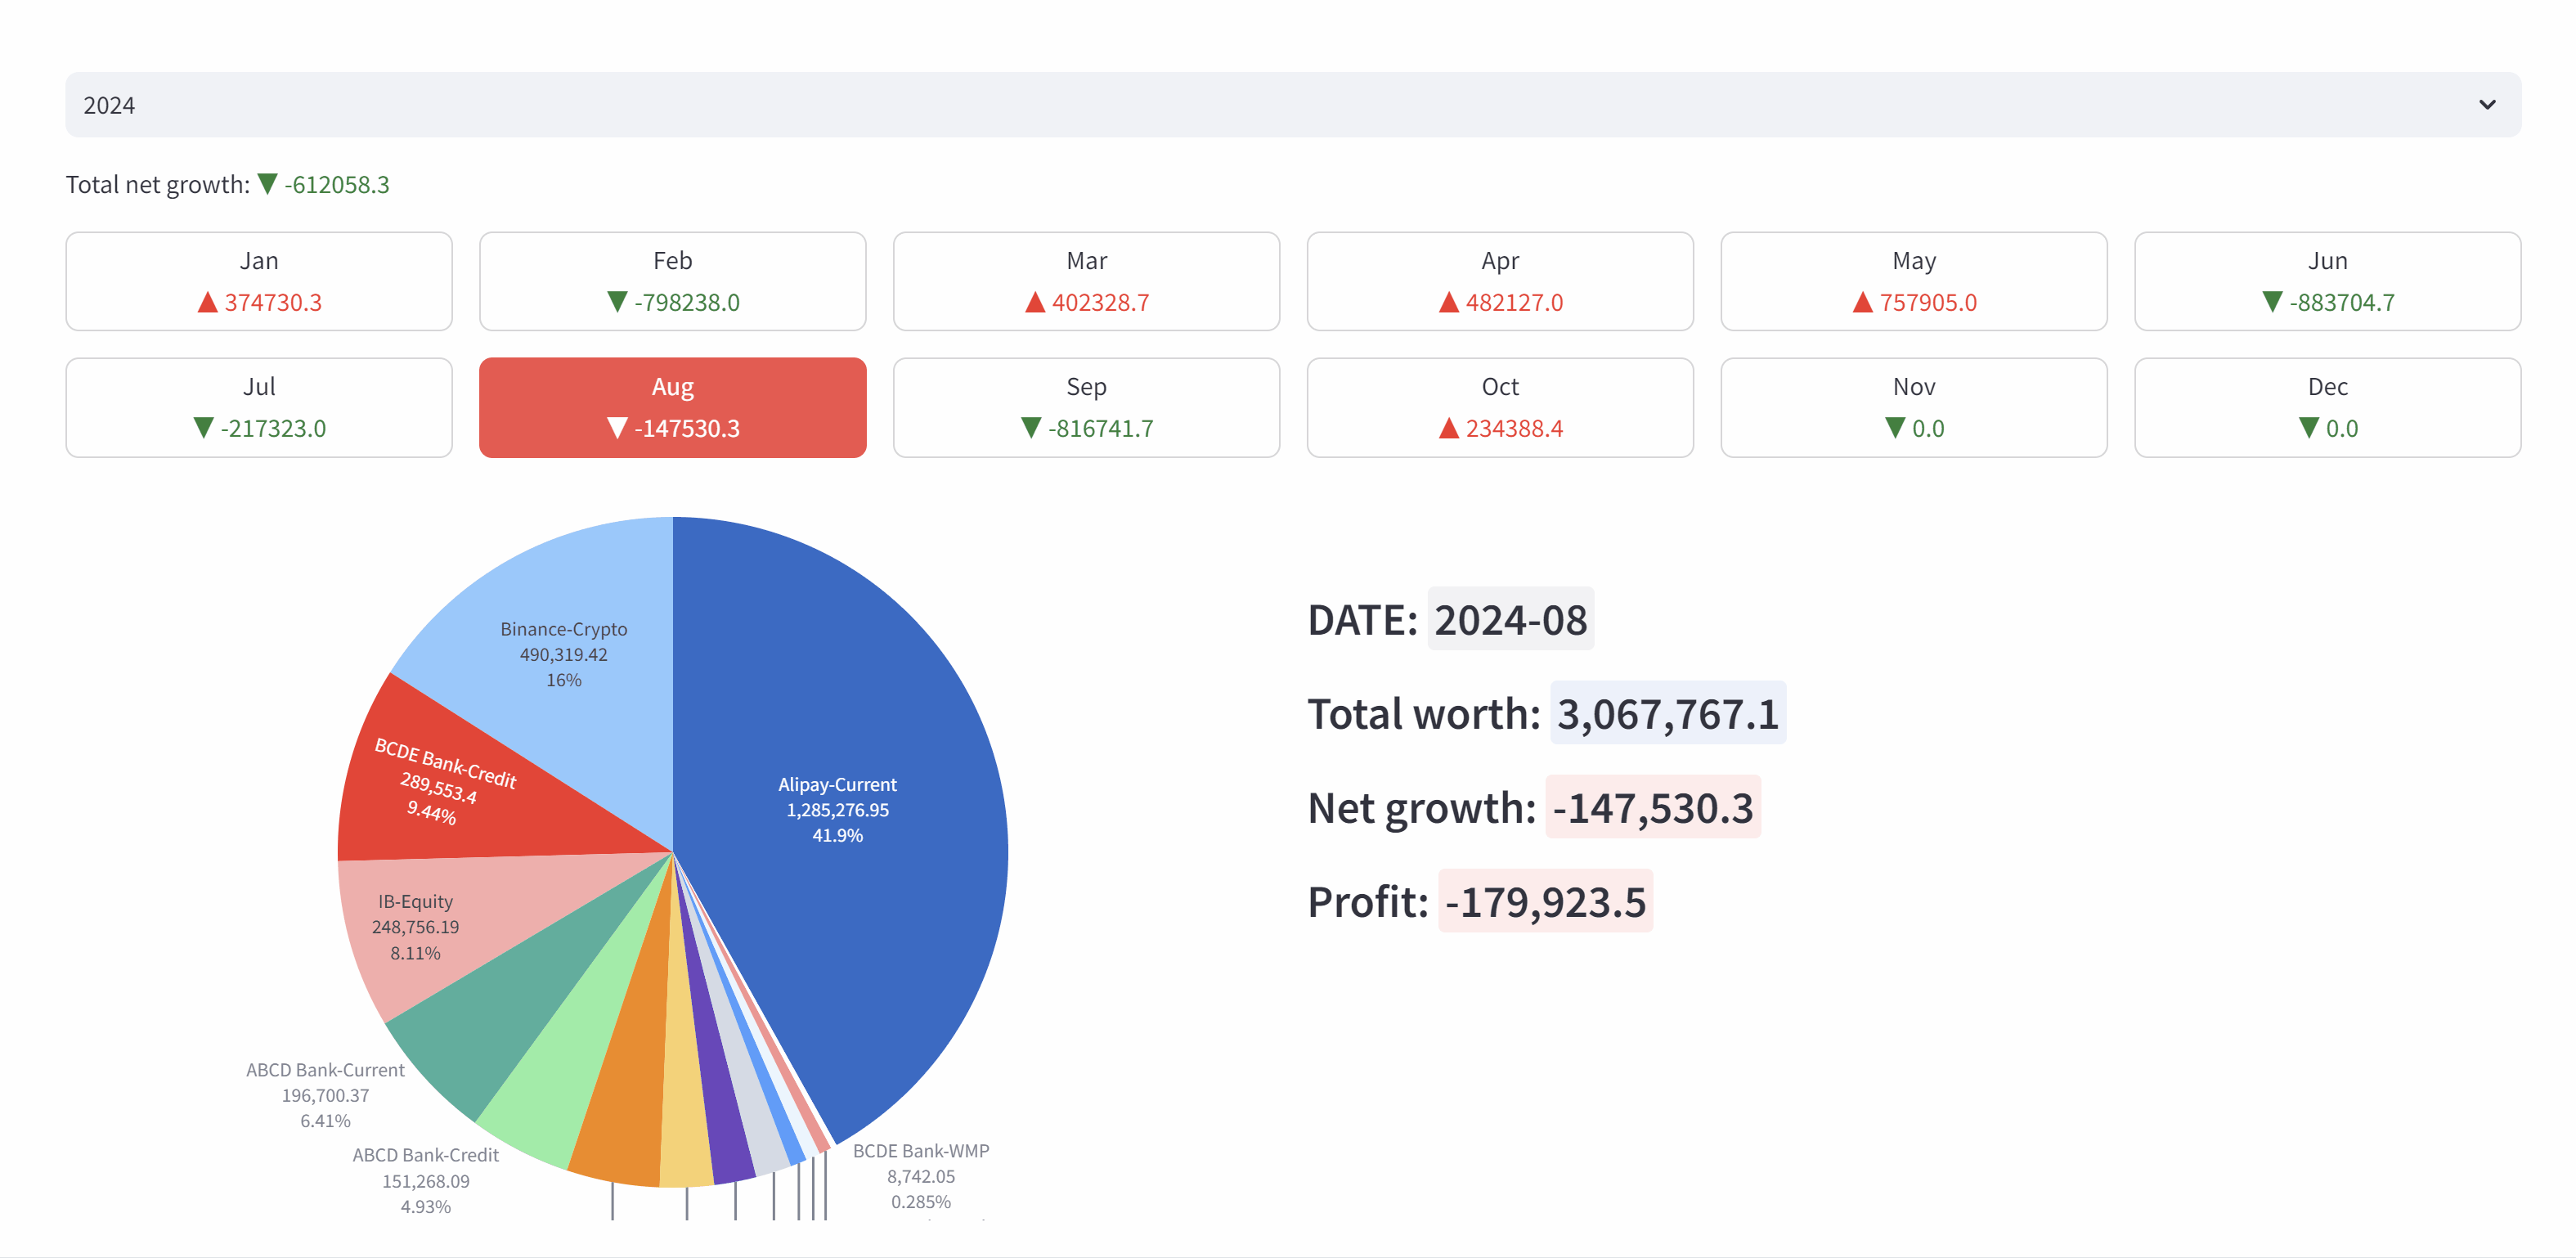 2024
Total net growth: ▼ -612058.3
Jan
▲ 374730.3
Feb
▼ -798238.0
Mar
▲ 402328.7
Apr
▲ 482127.0
May
▲ 757905.0
Jun
▼ -883704.7
Jul
▼ -217323.0
Aug
▼ -147530.3
Sep
▼ -816741.7
Oct
▲ 234388.4
Nov
▼ 0.0
Dec
▼ 0.0
Binance-Crypto
490,319.42
16%
BCDE Bank-Credit
289,553.4
9.44%
IB-Equity
248,756.19
8.11%
ABCD Bank-Current
196,700.37
6.41%
ABCD Bank-Credit
151,268.09
4.93%
Alipay-Current
1,285,276.95
41.9%
BCDE Bank-WMP
8,742.05
0.285%
DATE: 2024-08
Total worth: 3,067,767.1
Net growth: -147,530.3
Profit: -179,923.5